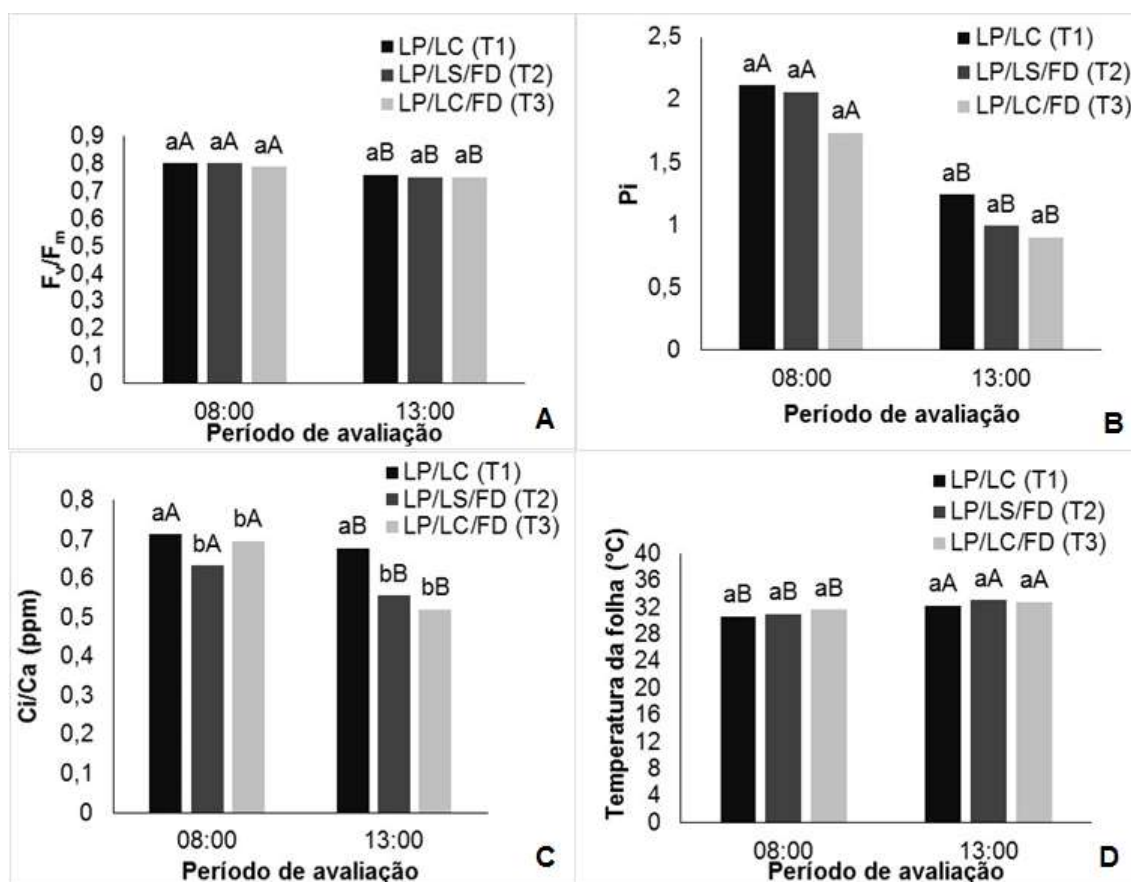 LP/LC (T1)
LP/LS/FD (T2)
LP/LC/FD (T3)
0,9
0,8
0,7
0,6
0,5
0,4
0,3
0,2
0,1
0
Fv/Fm
aA aA aA
aB aB aB
08:00 13:00
Período de avaliação
A
LP/LC (T1)
LP/LS/FD (T2)
LP/LC/FD (T3)
2,5
2
1,5
1
0,5
0
Pi
aA aA
aA
aB
aB
aB
08:00 13:00
Período de avaliação
B
LP/LC (T1)
LP/LS/FD (T2)
LP/LC/FD (T3)
0,8
0,7
0,6
0,5
0,4
0,3
0,2
0,1
0
Ci/Ca (ppm)
aA
bA
bA
aB
bB
bB
08:00 13:00
Período de avaliação
C
LP/LC (T1)
LP/LS/FD (T2)
LP/LC/FD (T3)
40
36
32
28
24
20
16
12
8
4
0
Temperatura da folha (°C)
aB aB aB
aA aA aA
08:00 13:00
Período de avaliação
D